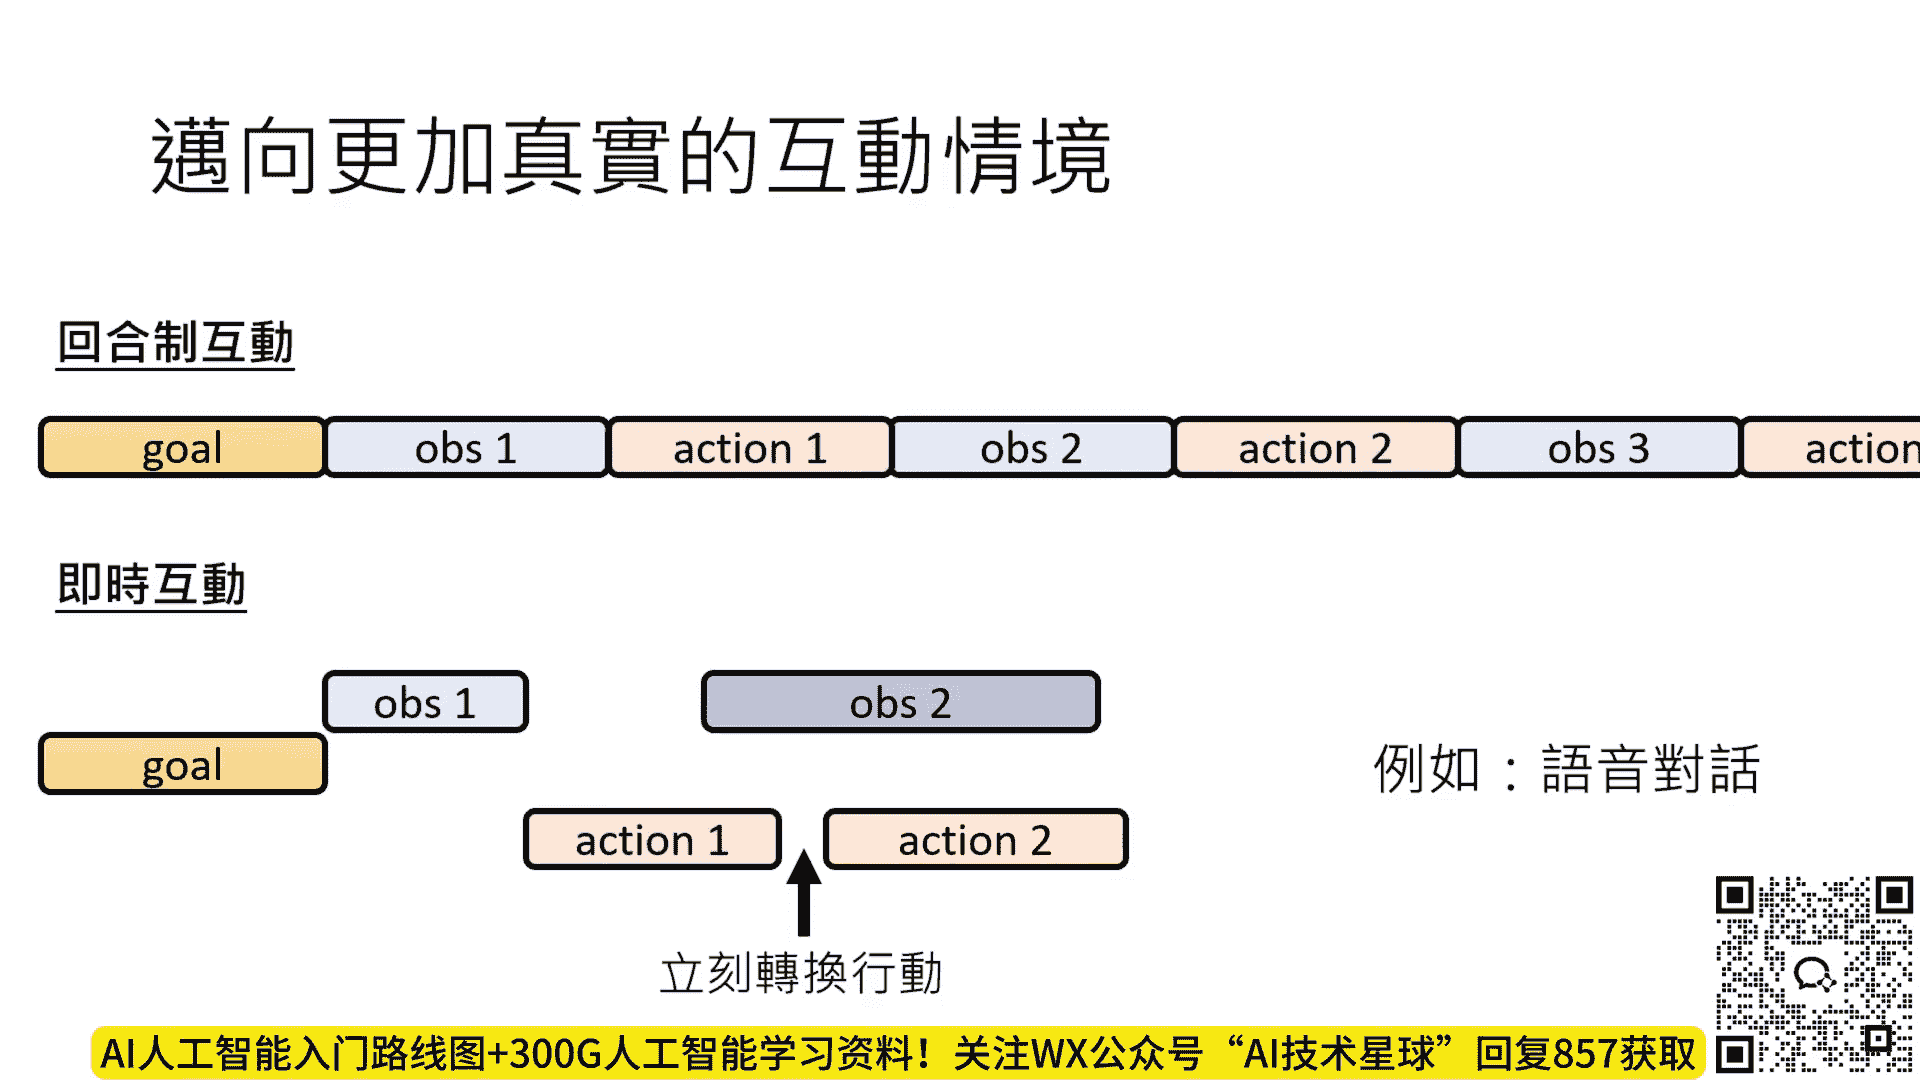 邁向更加真實的互動情境
回合制互動
goal obs 1 action 1 obs 2 action 2 obs 3 action
即時互動
obs 1 obs 2
goal
例如：語音對話
action 1 action 2
立刻轉換行動
AI人工智能入门路线图+300G人工智能学习资料！关注WX公众号“AI技术星球”回复857获取